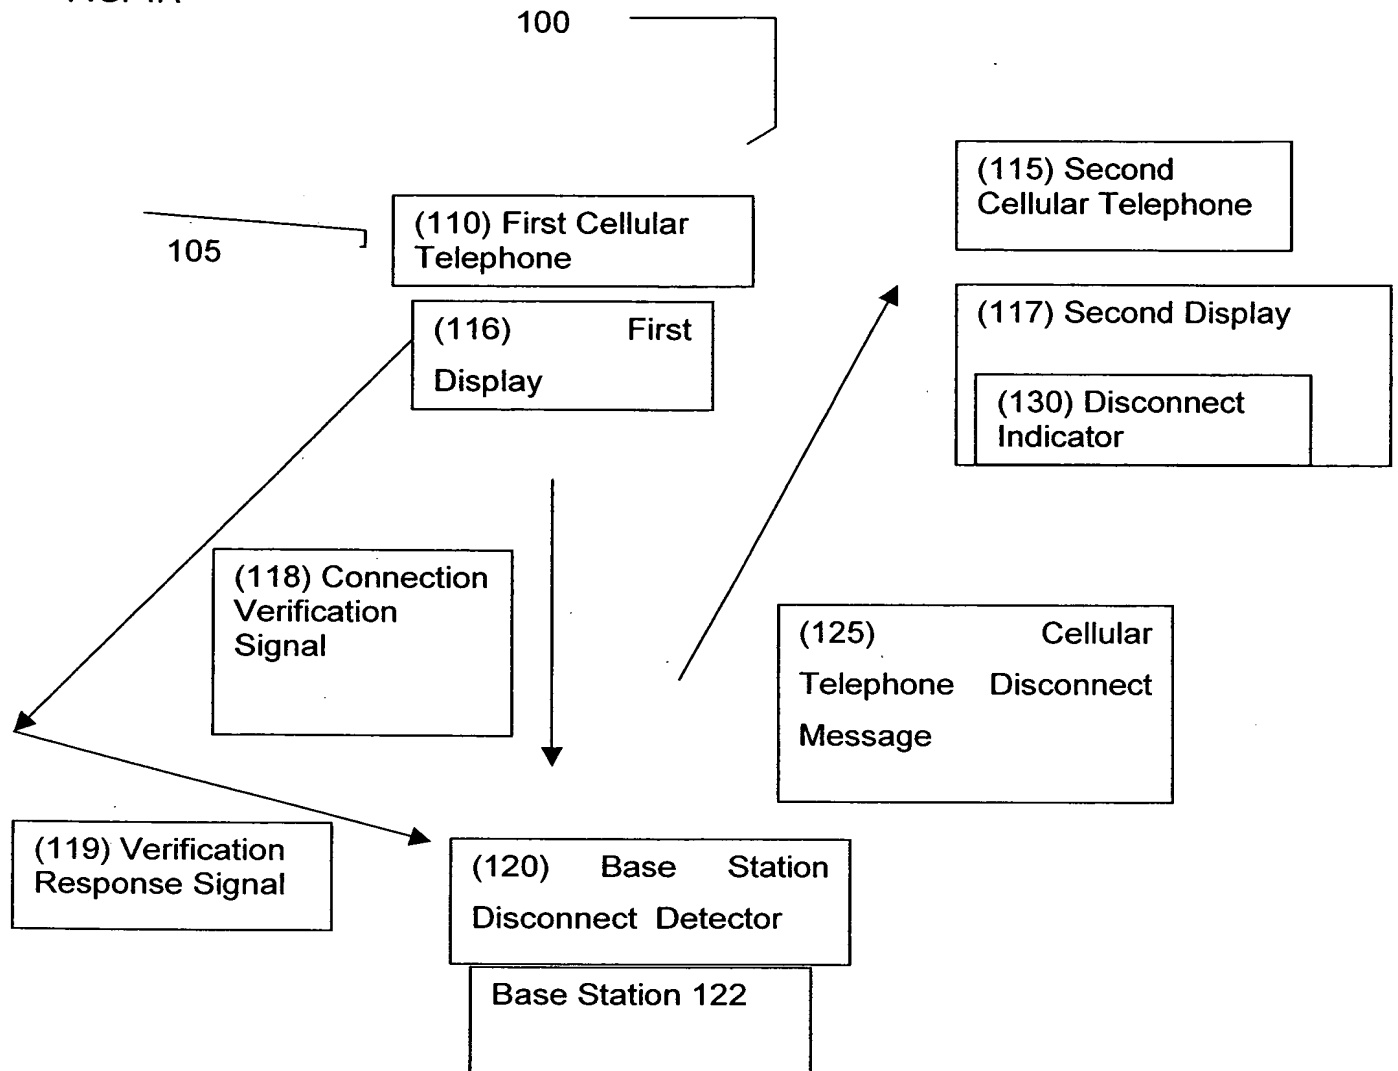 100
(115) Second
Cellular Telephone
(110) First Cellular
Telephone
105
(116) First
Display
(117) Second Display
(130) Disconnect
Indicator
(118) Connection
Verification
Signal
(125) Cellular
Telephone Disconnect
Message
(119) Verification
Response Signal
(120) Base Station
Disconnect Detector
Base Station 122